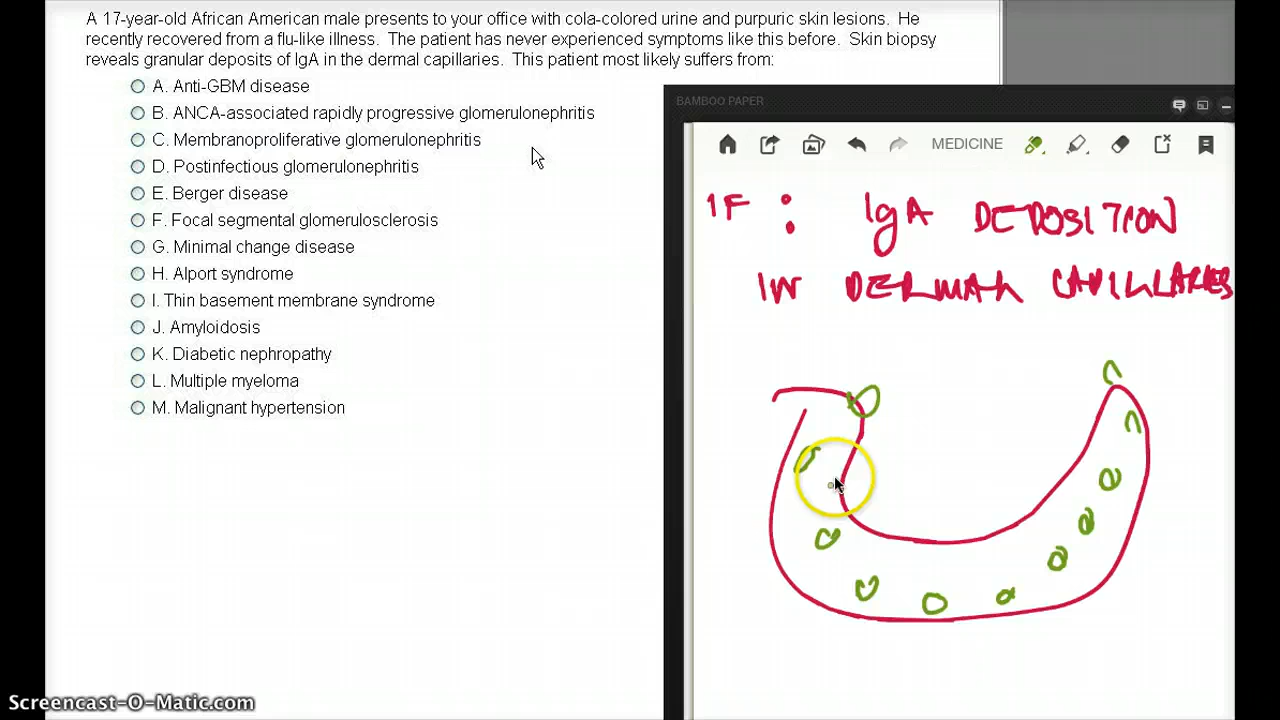 A 17-year-old African American male presents to your office with cola-colored urine and purpuric skin lesions. He
recently recovered from a flu-like illness. The patient has never experienced symptoms like this before. Skin biopsy
reveals granular deposits of IgA in the dermal capillaries. This patient most likely suffers from:
A. Anti-GBM disease
B. ANCA-associated rapidly progressive glomerulonephritis
C. Membranoproliferative glomerulonephritis
D. Postinfectious glomerulonephritis
E. Berger disease
F. Focal segmental glomerulosclerosis
G. Minimal change disease
H. Alport syndrome
I. Thin basement membrane syndrome
J. Amyloidosis
K. Diabetic nephropathy
L. Multiple myeloma
M. Malignant hypertension
BAMBOO PAPER
MEDICINE
IF : IgA DEPOSITION
IN DERMAL CAPILLARIES
Screencast-O-Matic.com